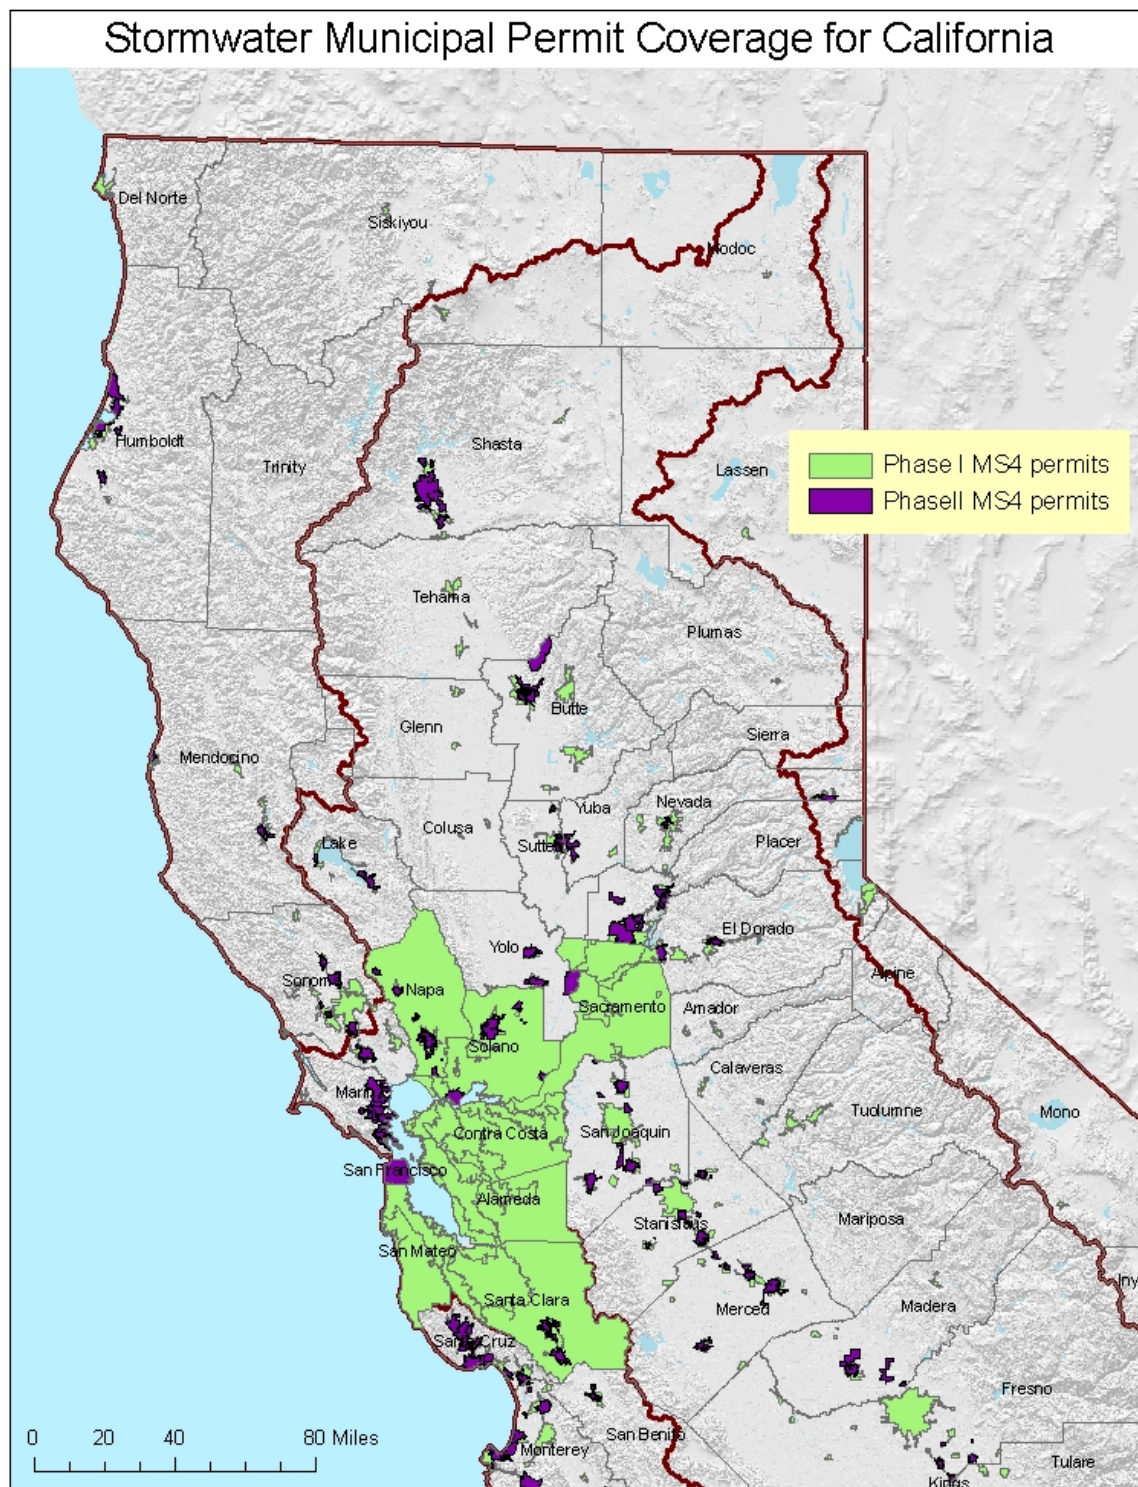 Stormwater Municipal Permit Coverage for California
Del Norte
Siskiyou
Modoc
Humboldt
Trinity
Shasta
Lassen
Phase I MS4 permits
PhaseII MS4 permits
Tehama
Plumas
Butte
Glenn
Sierra
Mendocino
Colusa
Yuba
Nevada
Lake
Sutte
Placer
Yolo
El Dorado
Sonom
Napa
Sacramento
Amador
Alpine
Solano
Calaveras
Marin
Contra Costa
San Joaquin
Tuolumne
Mono
San Francisco
Alameda
Stanislaus
Mariposa
San Mateo
Iny
Santa Clara
Merced
Madera
Santa Cruz
Fresno
San Benito
Monterey
Tulare
Kings
0 20 40 80 Miles